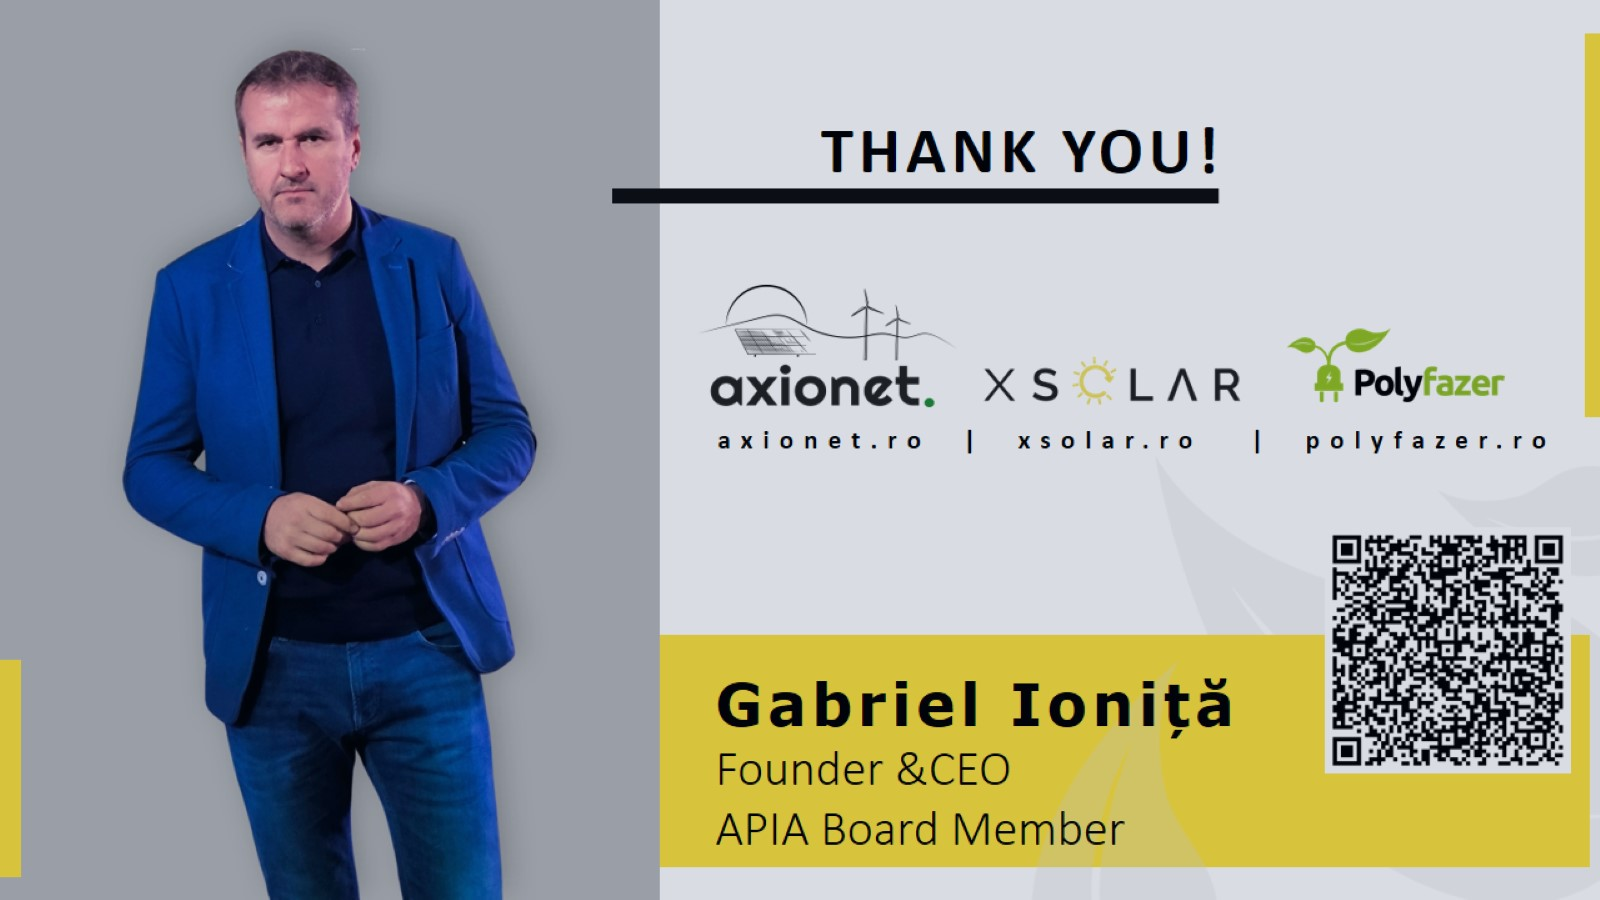 THANK YOU!
axionet.
XSOLAR
Polyfazer
axionet.ro | xsolar.ro | polyfazer.ro
Gabriel Ioniță
Founder &CEO
APIA Board Member